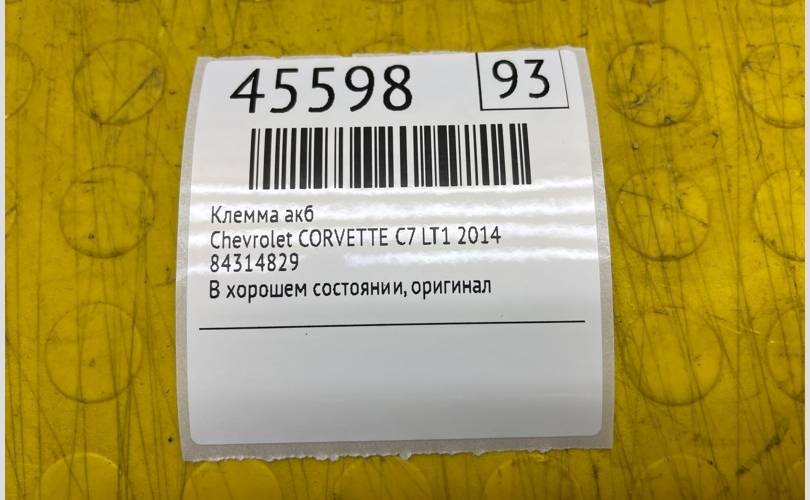 45598
93
Клемма акб
Chevrolet CORVETTE C7 LT1 2014
84314829
В хорошем состоянии, оригинал